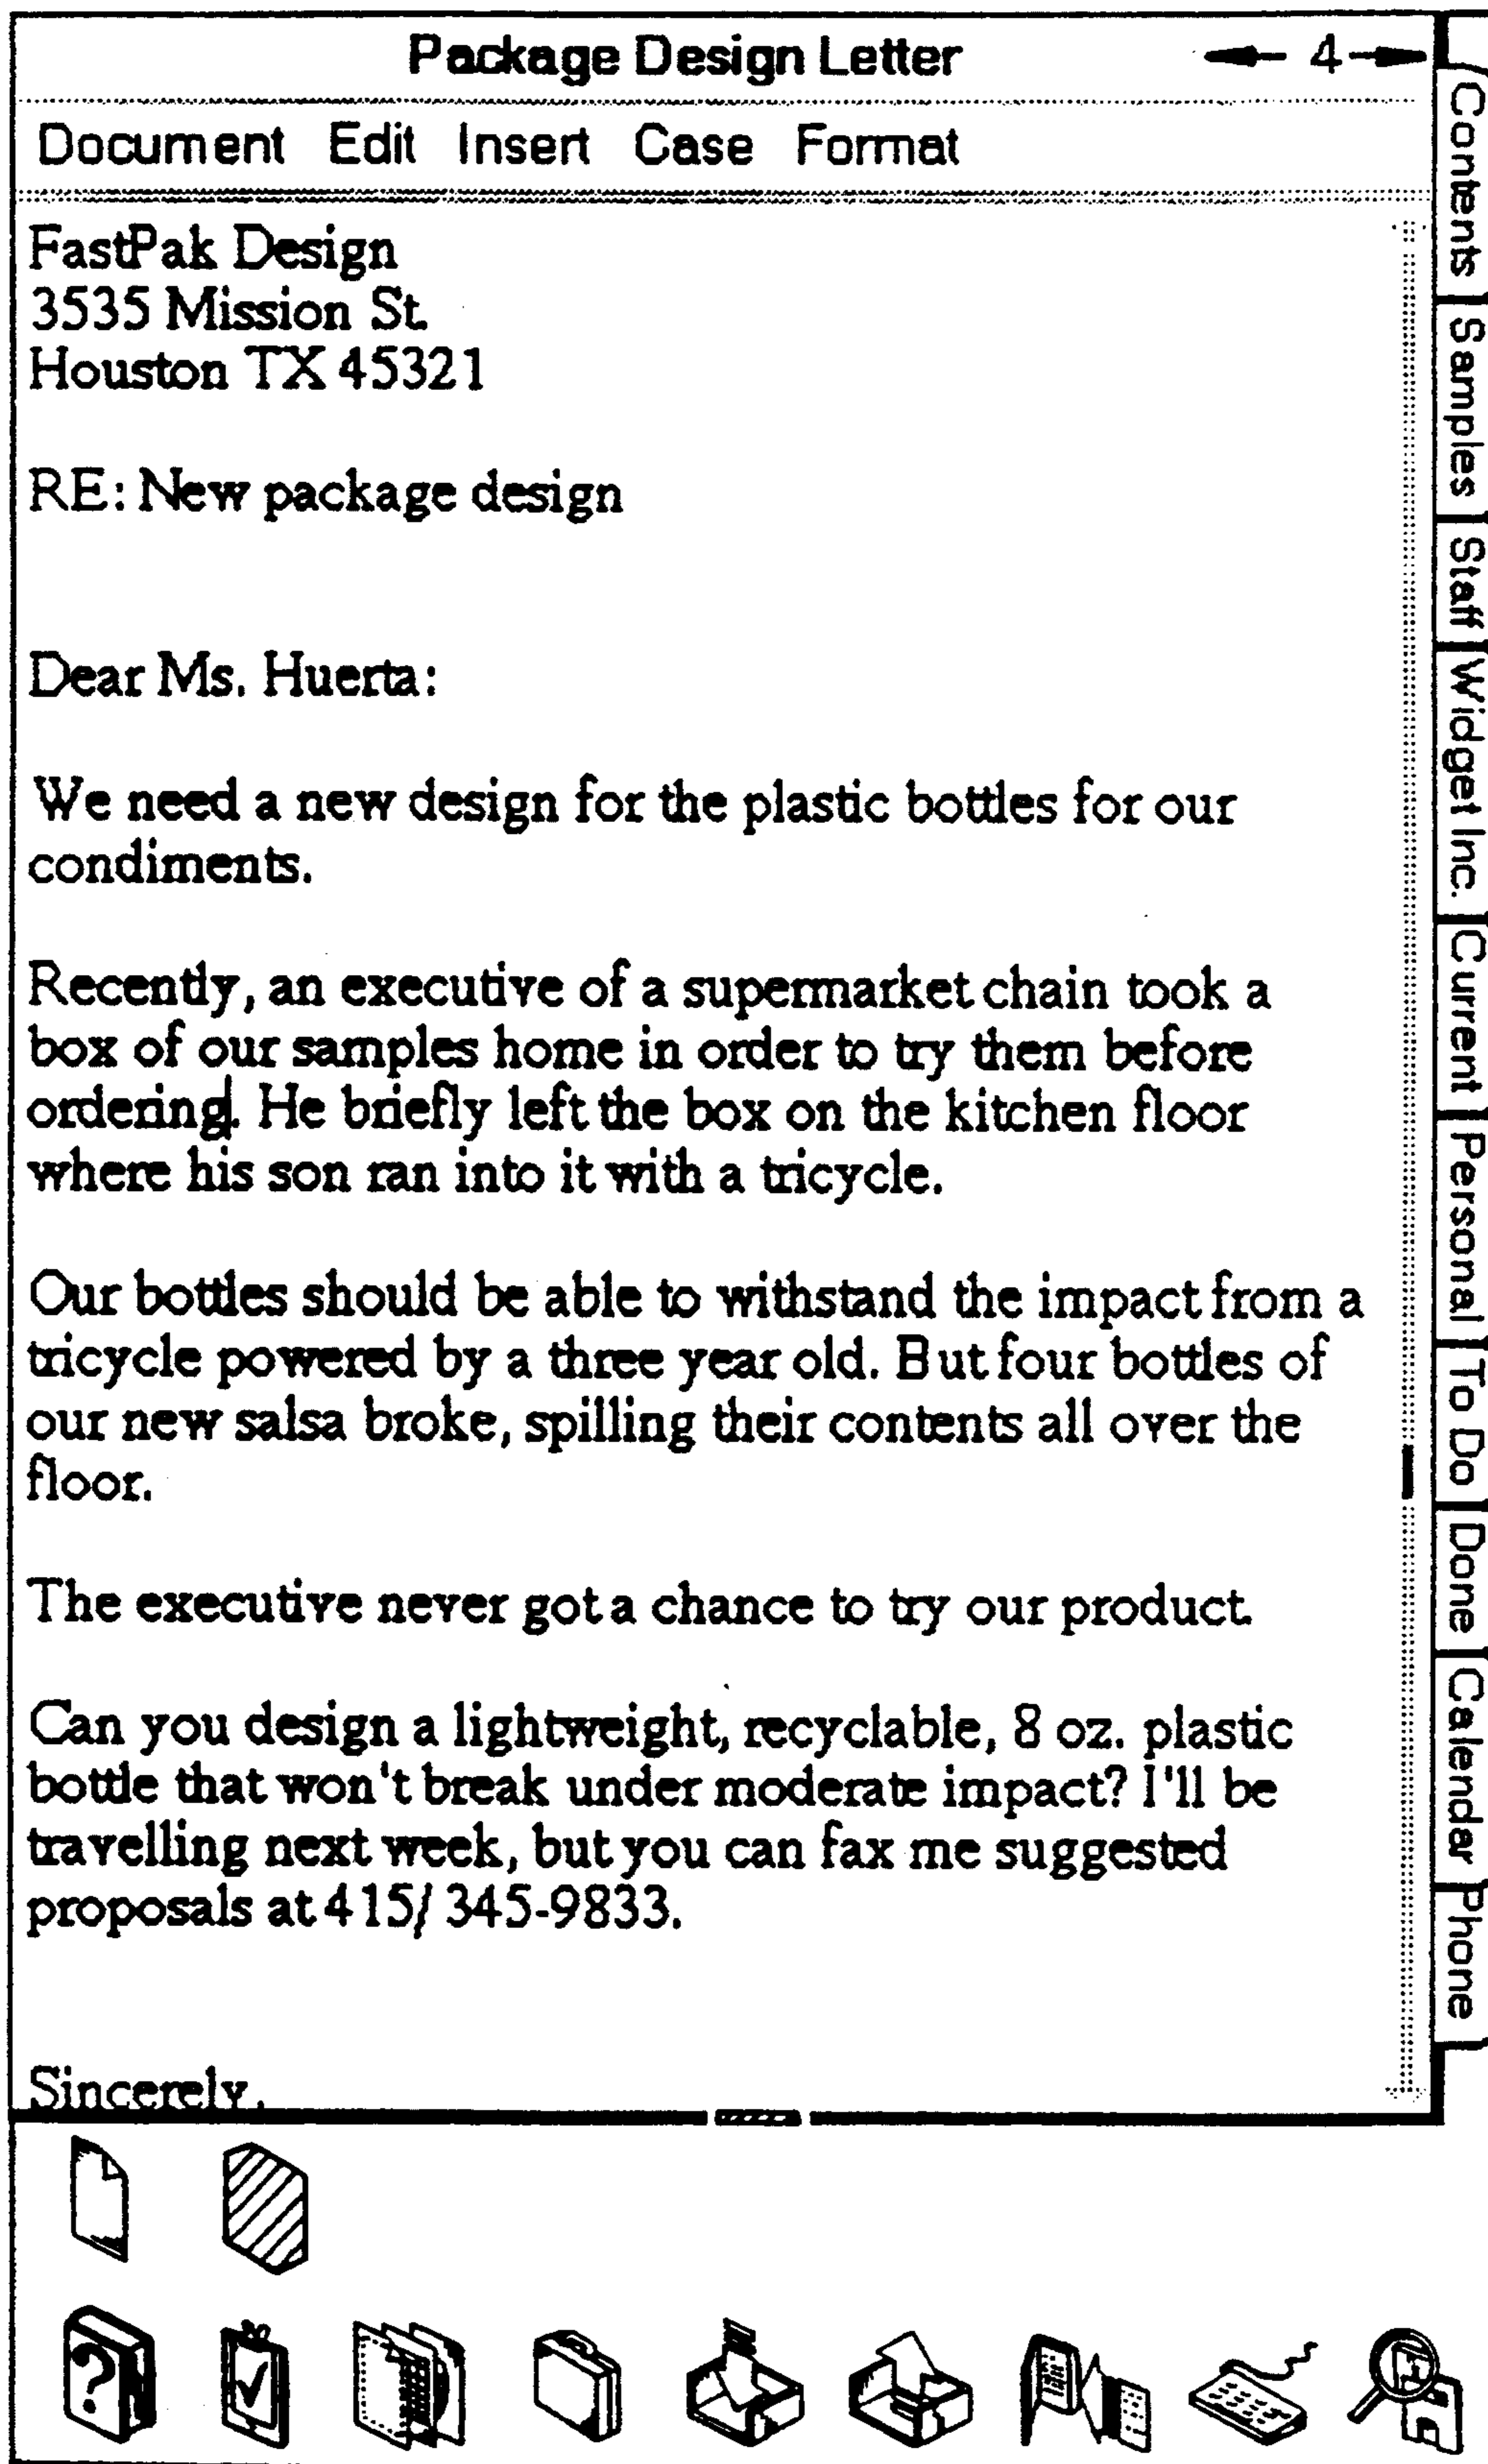 Package Design Letter
4
Document Edit Insert Case Format
FastPak Design
3535 Mission St.
Houston TX 45321
RE: New package design
Dear Ms. Huerta:
We need a new design for the plastic bottles for our
condiments.
Recently, an executive of a supermarket chain took a
box of our samples home in order to try them before
ordering. He briefly left the box on the kitchen floor
where his son ran into it with a tricycle.
Our bottles should be able to withstand the impact from a
tricycle powered by a three year old. But four bottles of
our new salsa broke, spilling their contents all over the
floor.
The executive never got a chance to try our product.
Can you design a lightweight, recyclable, 8 oz. plastic
bottle that won't break under moderate impact? I'll be
travelling next week, but you can fax me suggested
proposals at 415/ 345-9833.
Sincerely,
Contents
Samples
Staff
Widget Inc.
Current
Personal
To Do
Done
Calendar
Phone
?